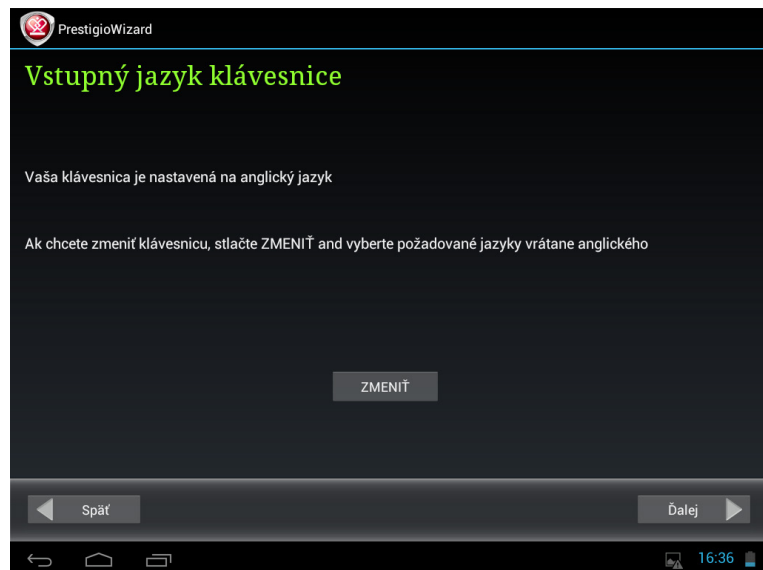 PrestigioWizard
Vstupný jazyk klávesnice
Vaša klávesnica je nastavená na anglický jazyk
Ak chcete zmeniť klávesnicu, stlačte ZMENIŤ and vyberte požadované jazyky vrátane anglického
ZMENIŤ
Späť
Ďalej
16:36